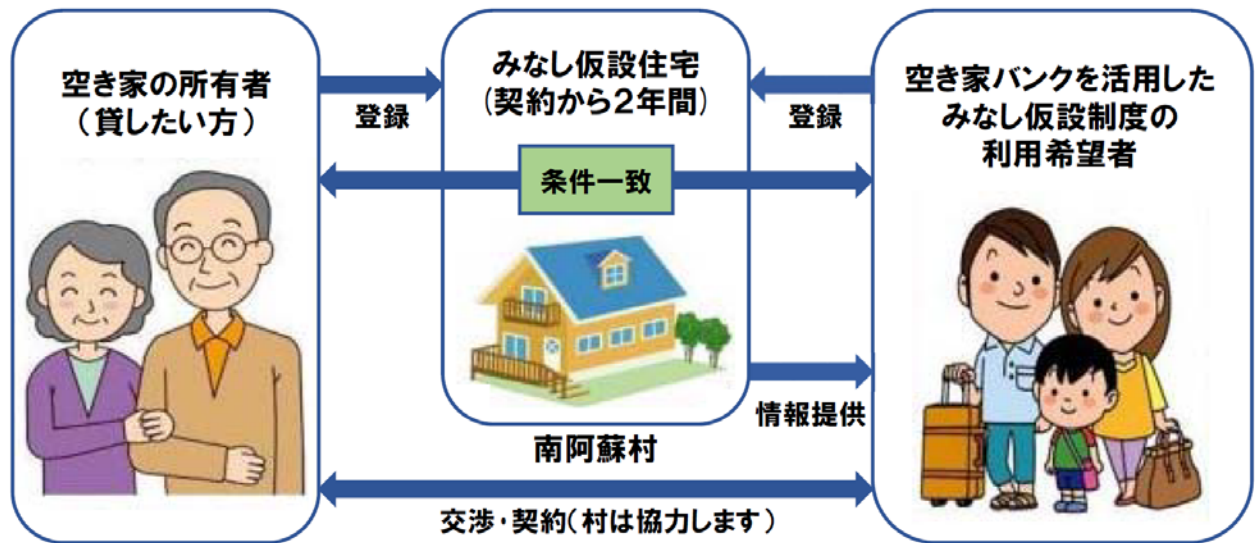 空き家の所有者
（貸したい方）
登録
みなし仮設住宅
(契約から２年間)
条件一致
登録
空き家バンクを活用した
みなし仮設制度の
利用希望者
情報提供
南阿蘇村
交渉・契約(村は協力します)